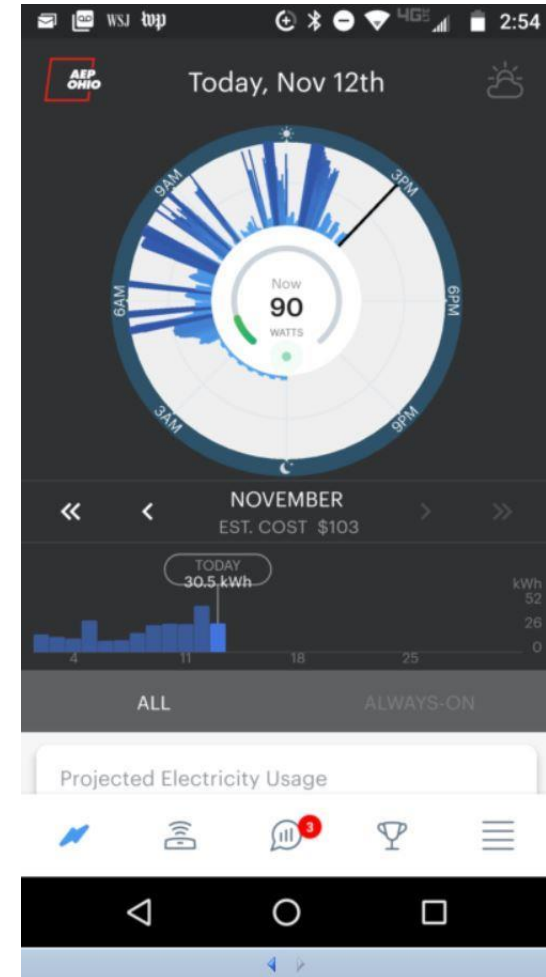 WSJ wp 4G 2:54
AEP
OHIO
Today, Nov 12th
9AM
3PM
Now
90
WATTS
6AM
6PM
3AM
9PM
NOVEMBER
EST. COST $103
TODAY
30.5 kWh
kWh
52
26
0
4 11 18 25
ALL ALWAYS-ON
Projected Electricity Usage
3